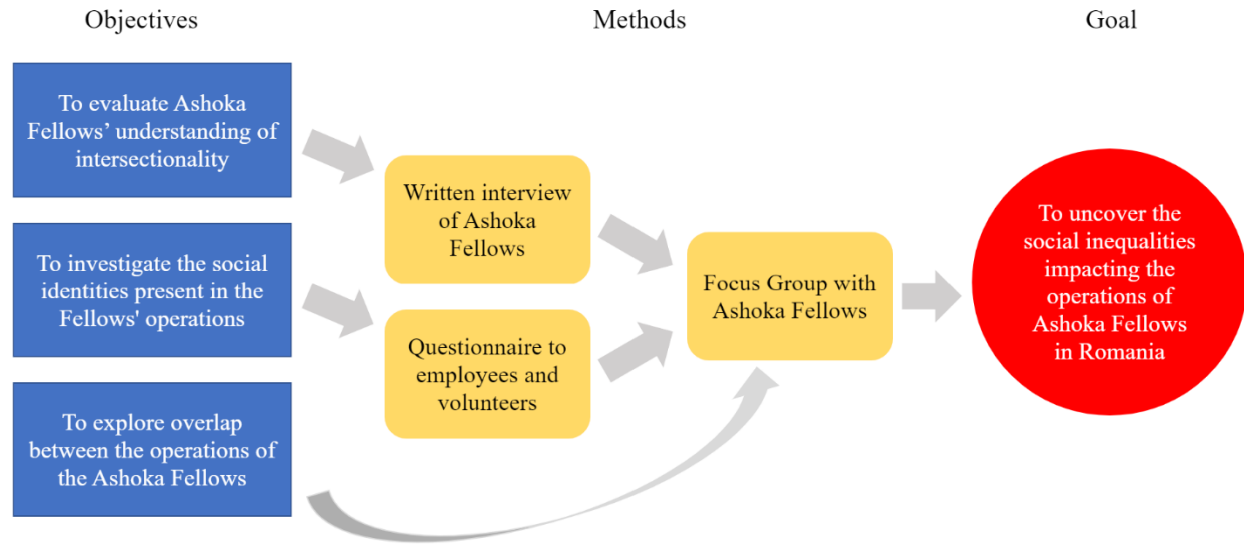 Objectives
Methods
Goal
To evaluate Ashoka
Fellows’ understanding of
intersectionality
To investigate the social
identities present in the
Fellows' operations
To explore overlap
between the operations of
the Ashoka Fellows
Written interview
of Ashoka
Fellows
Questionnaire to
employees and
volunteers
Focus Group with
Ashoka Fellows
To uncover the
social inequalities
impacting the
operations of
Ashoka Fellows
in Romania